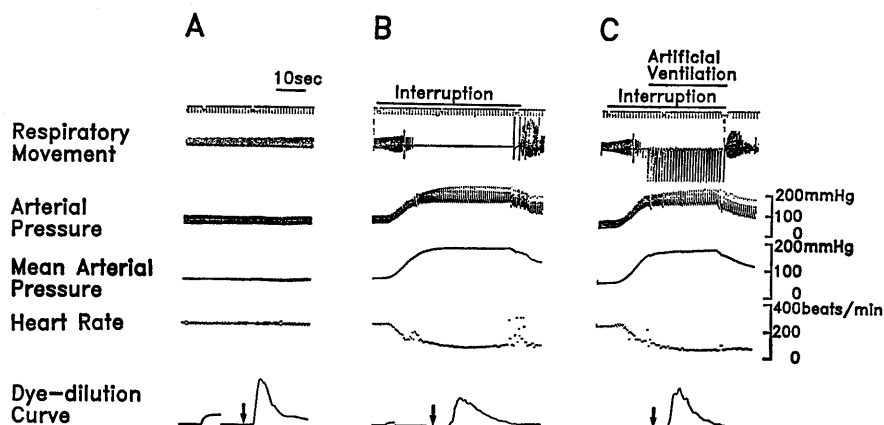 A
B
C
10sec
Artificial
Ventilation
Interruption
Interruption
Respiratory
Movement
Arterial
Pressure
200mmHg
100
0
Mean Arterial
Pressure
200mmHg
100
0
Heart Rate
400beats/min
200
0
Dye-dilution
Curve